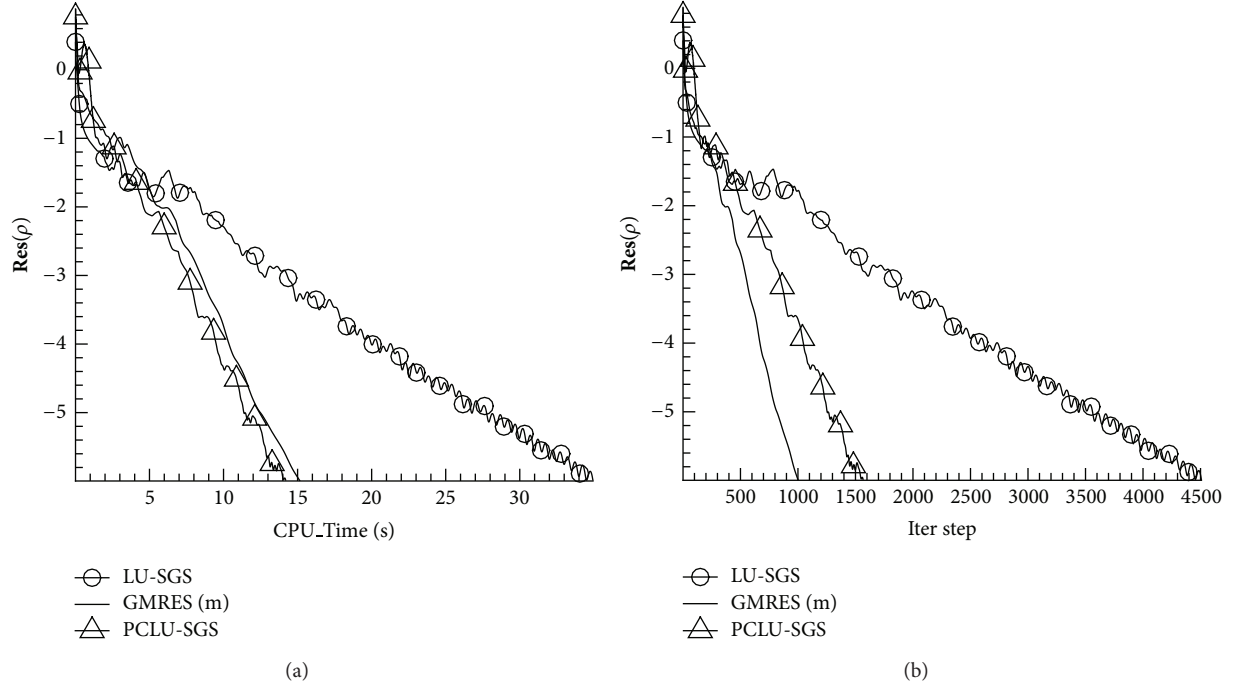 0
−1
−2
−3
−4
−5
Res(ρ)
5 10 15 20 25 30
CPU_Time (s)
LU-SGS
GMRES (m)
PCLU-SGS
(a)
0
−1
−2
−3
−4
−5
Res(ρ)
500 1000 1500 2000 2500 3000 3500 4000 4500
Iter step
LU-SGS
GMRES (m)
PCLU-SGS
(b)